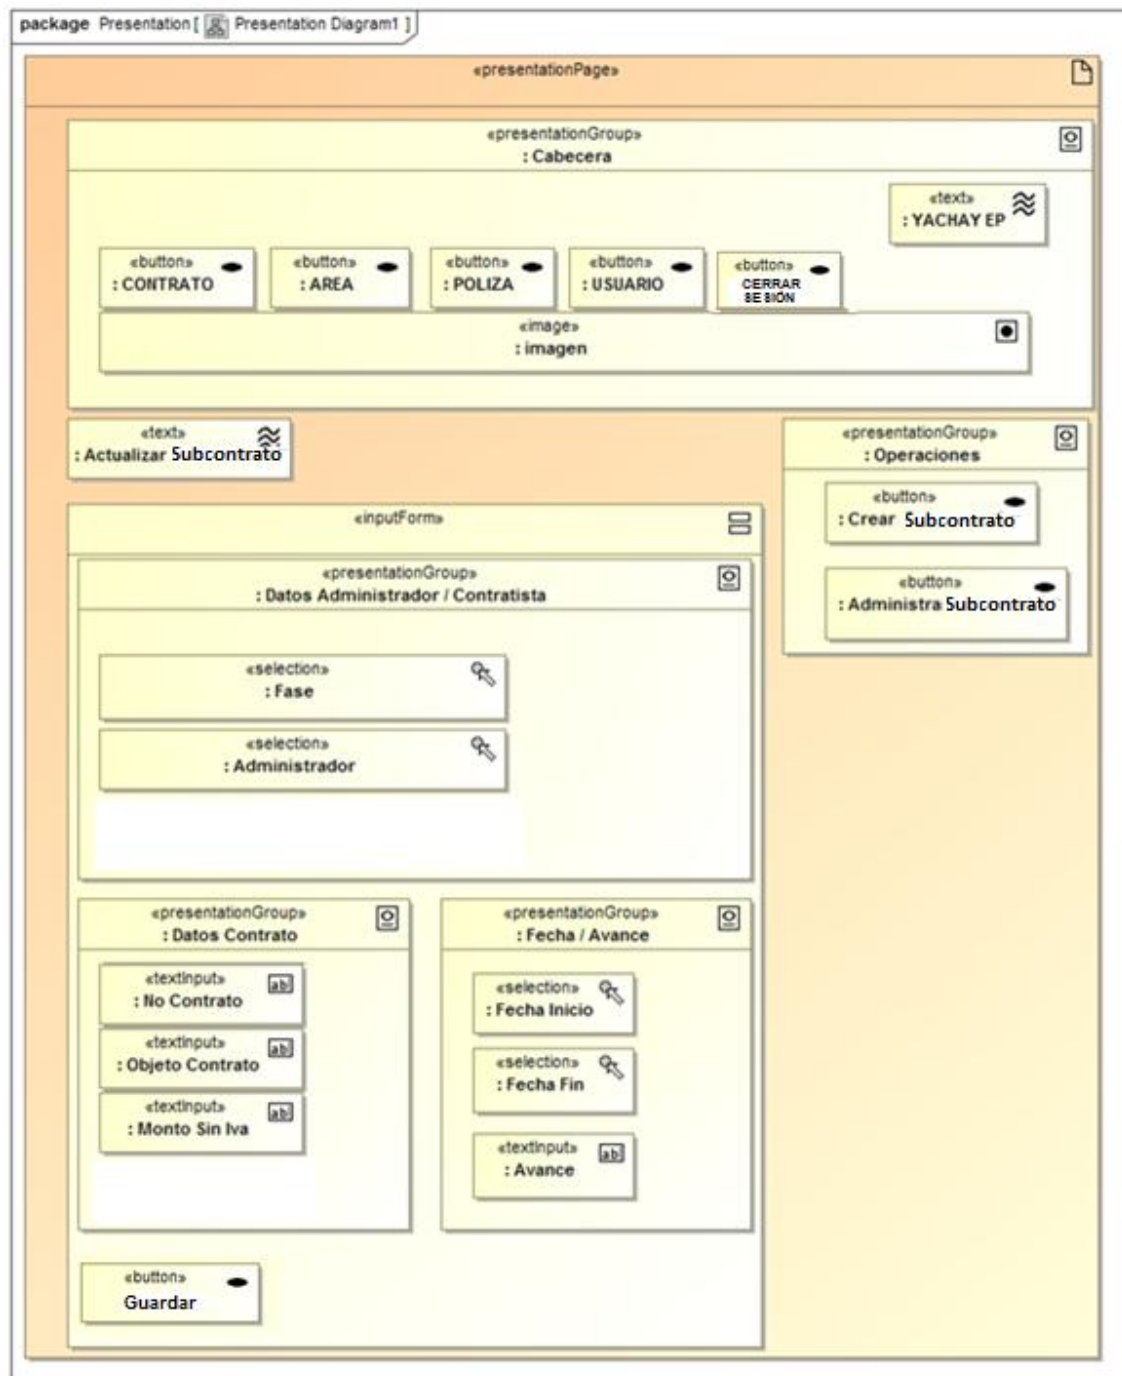 package Presentation [ Presentation Diagram1 ]
«presentationPage»
«presentationGroup»
: Cabecera
«text»
: YACHAY EP
«button»
: CONTRATO
«button»
: AREA
«button»
: POLIZA
«button»
: USUARIO
«button»
CERRAR
SESIÓN
«image»
: imagen
«text»
: Actualizar Subcontrato
«presentationGroup»
: Operaciones
«button»
: Crear Subcontrato
«button»
: Administra Subcontrato
«inputForm»
«presentationGroup»
: Datos Administrador / Contratista
«selection»
: Fase
«selection»
: Administrador
«presentationGroup»
: Datos Contrato
«textInput»
: No Contrato
«textInput»
: Objeto Contrato
«textInput»
: Monto Sin Iva
«presentationGroup»
: Fecha / Avance
«selection»
: Fecha Inicio
«selection»
: Fecha Fin
«textInput»
: Avance
«button»
Guardar